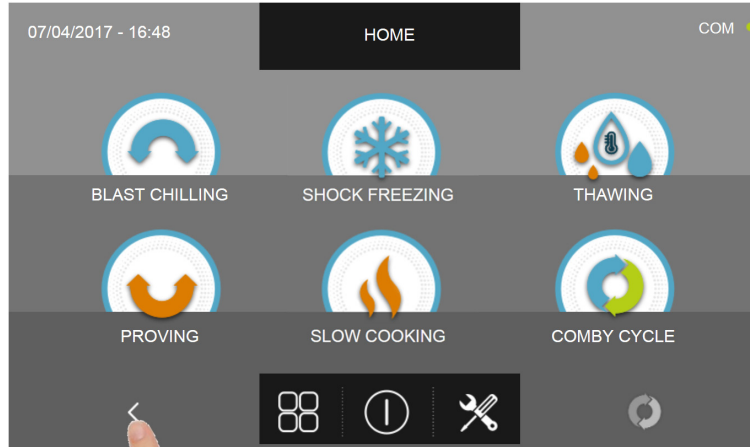 07/04/2017 - 16:48
HOME
COM
BLAST CHILLING
SHOCK FREEZING
THAWING
PROVING
SLOW COOKING
COMBY CYCLE